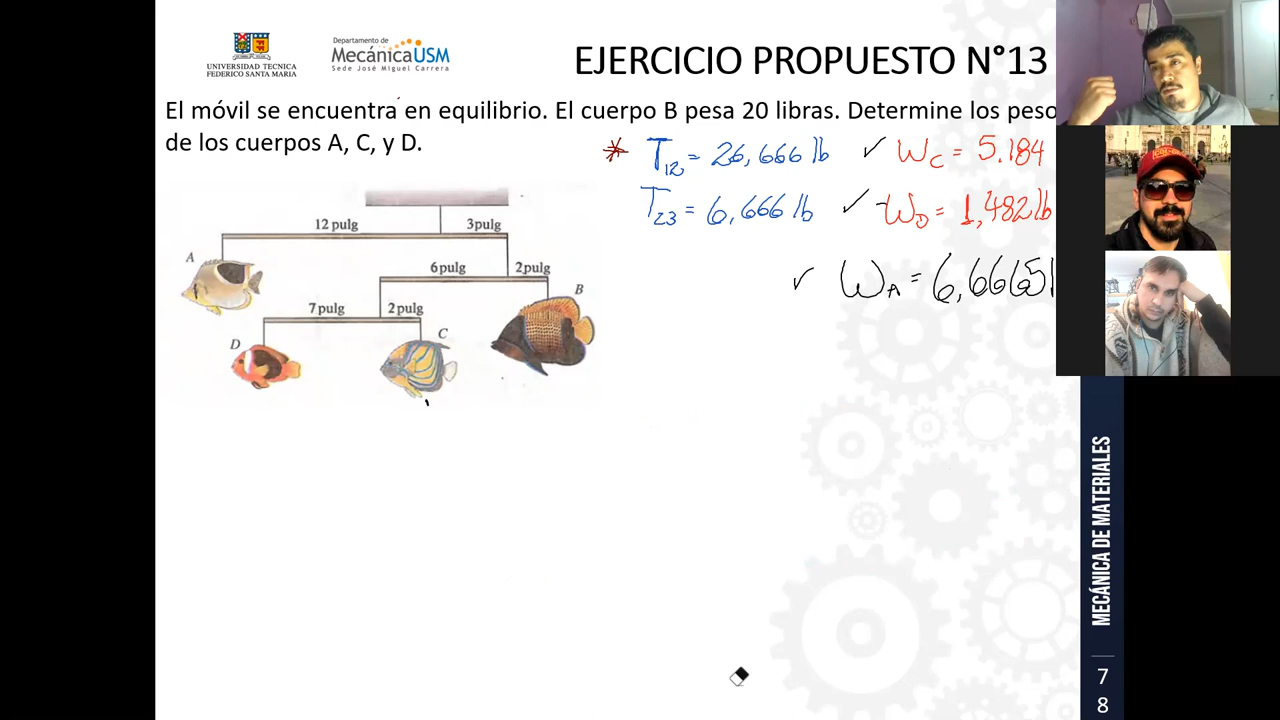 UNIVERSIDAD TECNICA
FEDERICO SANTA MARIA
Departamento de
MecánicaUSM
Sede José Miguel Carrera
EJERCICIO PROPUESTO N°13
El móvil se encuentra en equilibrio. El cuerpo B pesa 20 libras. Determine los peso
de los cuerpos A, C, y D.
* T12 = 26,666 lb ✓ WC = 5.184
T23 = 6,666 lb ✓ WD = 1,482 lb
✓ WA = 6,6665 l
12 pulg 3pulg
A
6pulg 2pulg
B
7 pulg 2pulg
D
C
MECÁNICA DE MATERIALES
7
8